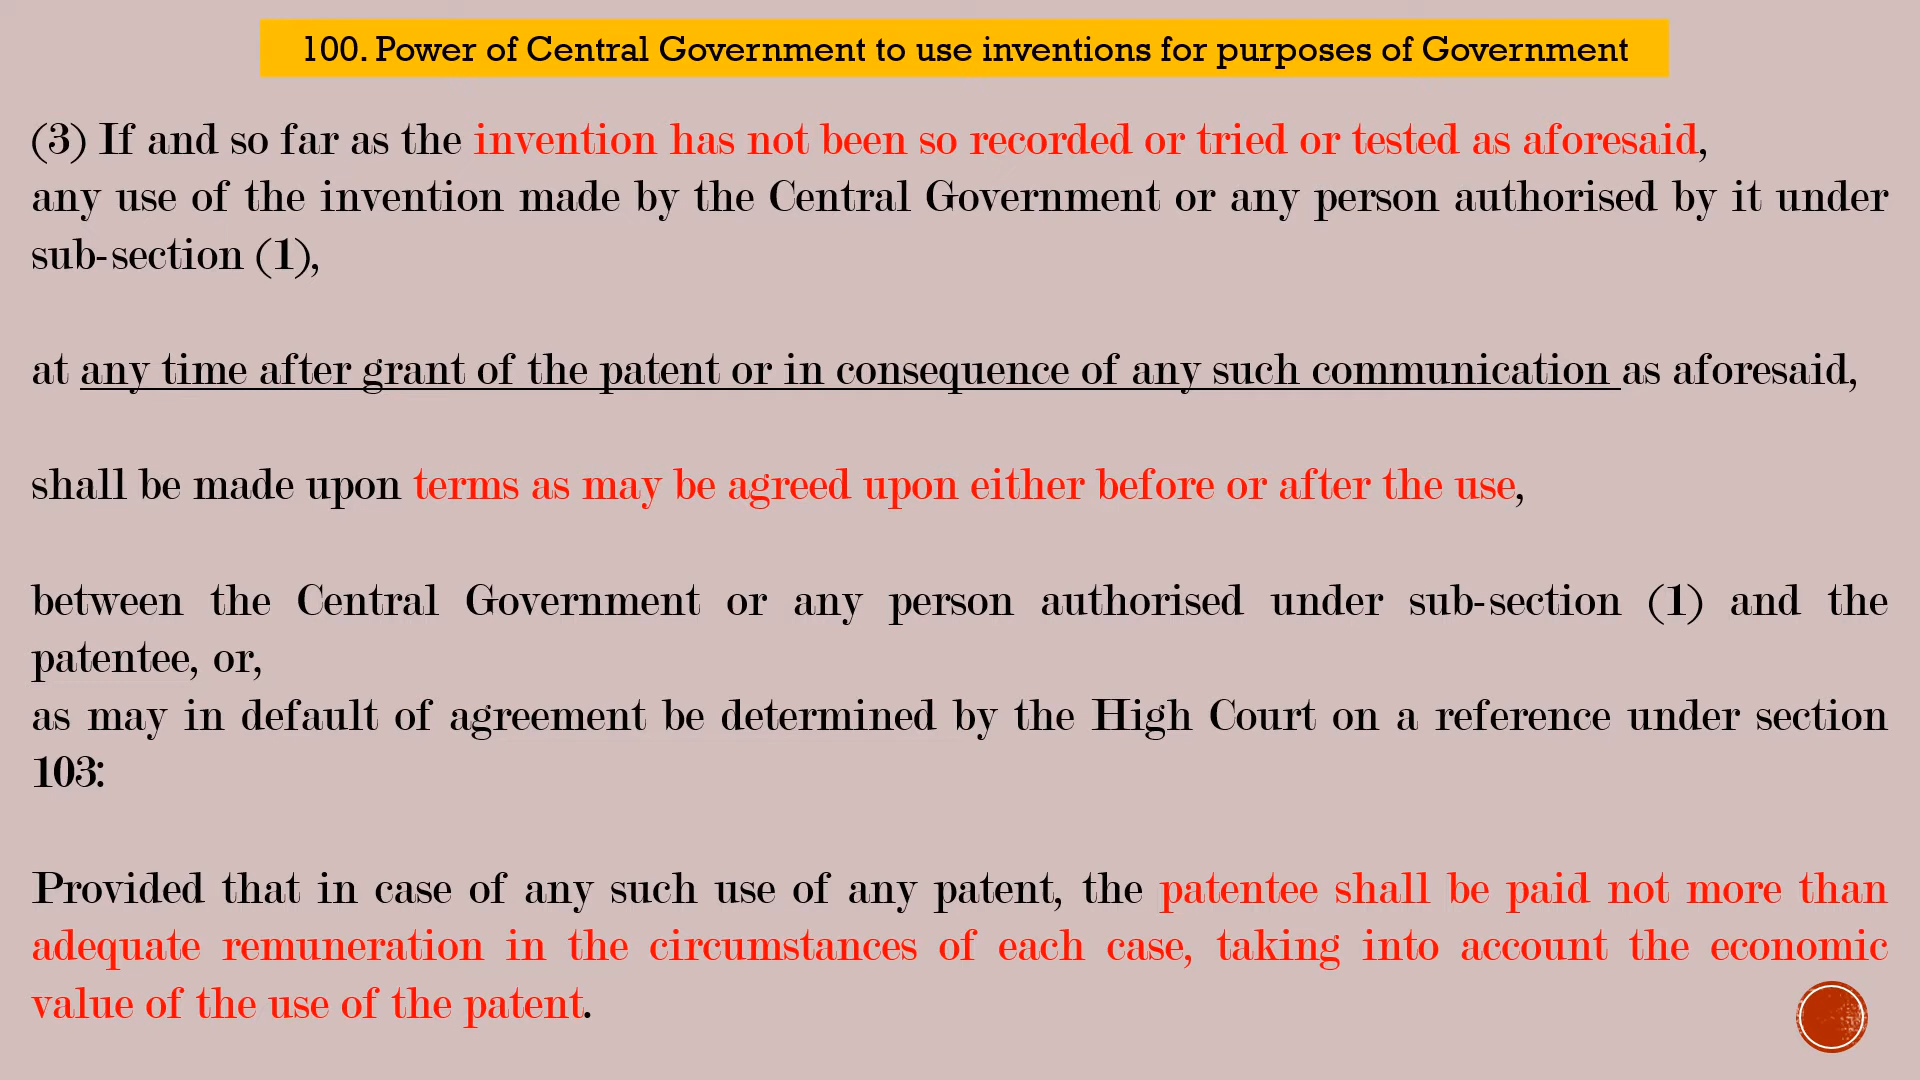 100. Power of Central Government to use inventions for purposes of Government
(3) If and so far as the invention has not been so recorded or tried or tested as aforesaid,
any use of the invention made by the Central Government or any person authorised by it under
sub-section (1),
at any time after grant of the patent or in consequence of any such communication as aforesaid,
shall be made upon terms as may be agreed upon either before or after the use,
between the Central Government or any person authorised under sub-section (1) and the
patentee, or,
as may in default of agreement be determined by the High Court on a reference under section
103:
Provided that in case of any such use of any patent, the patentee shall be paid not more than
adequate remuneration in the circumstances of each case, taking into account the economic
value of the use of the patent.